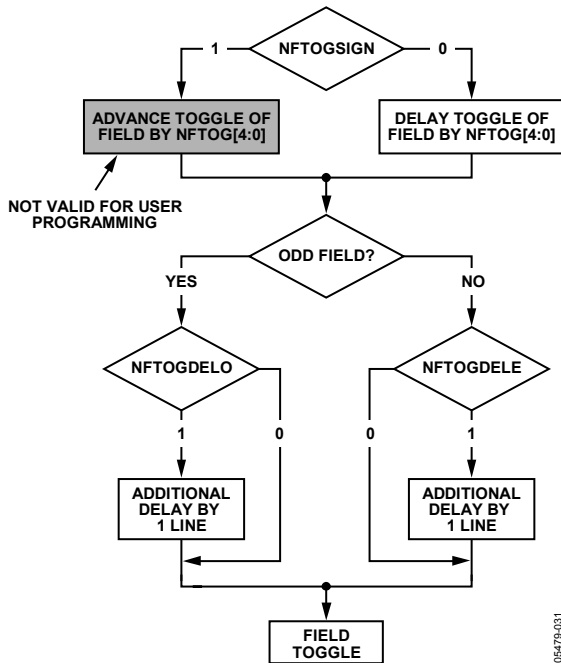 1
NFTOGSIGN
0
ADVANCE TOGGLE OF
FIELD BY NFTOG[4:0]
DELAY TOGGLE OF
FIELD BY NFTOG[4:0]
NOT VALID FOR USER
PROGRAMMING
ODD FIELD?
YES
NO
NFTOGDELO
NFTOGDELE
1
0
0
1
ADDITIONAL
DELAY BY
1 LINE
ADDITIONAL
DELAY BY
1 LINE
FIELD
TOGGLE
05479-031